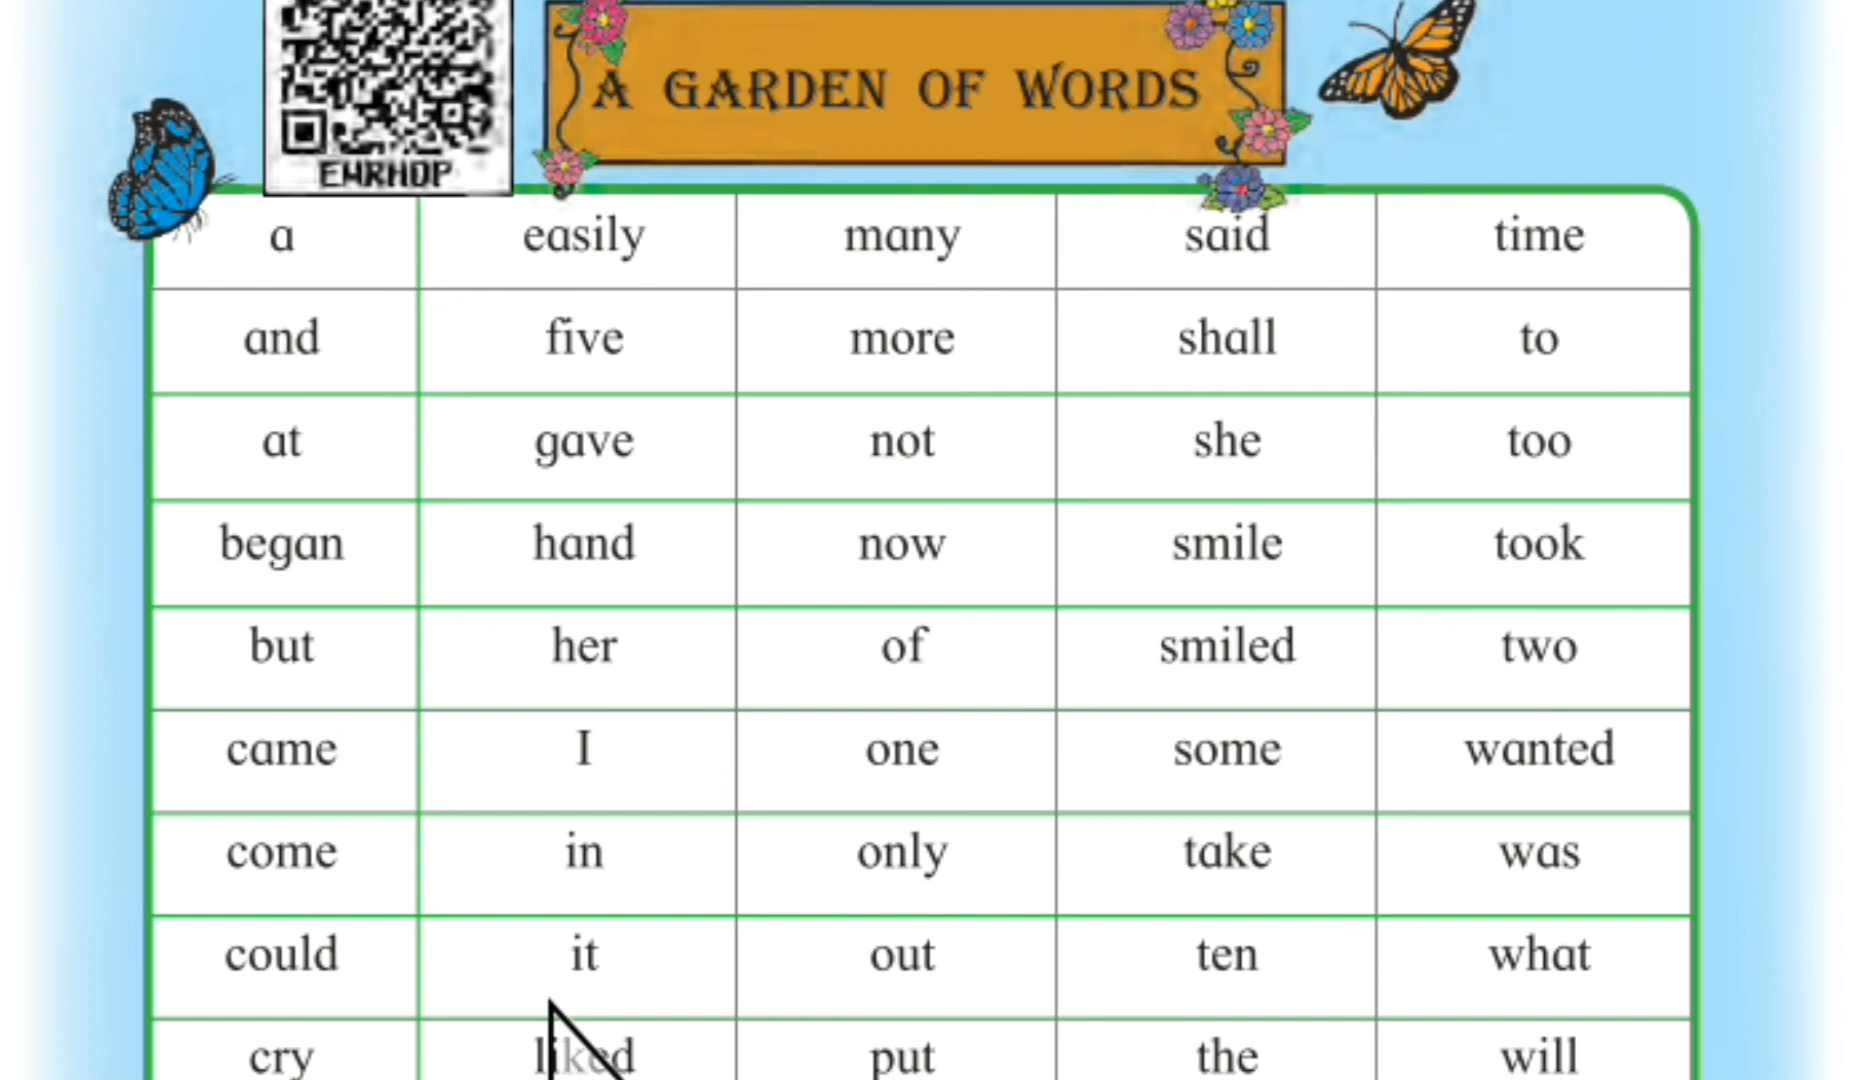 E4RHDP
A GARDEN OF WORDS
a easily many said time
and five more shall to
at gave not she too
began hand now smile took
but her of smiled two
came I one some wanted
come in only take was
could it out ten what
cry liked put the will